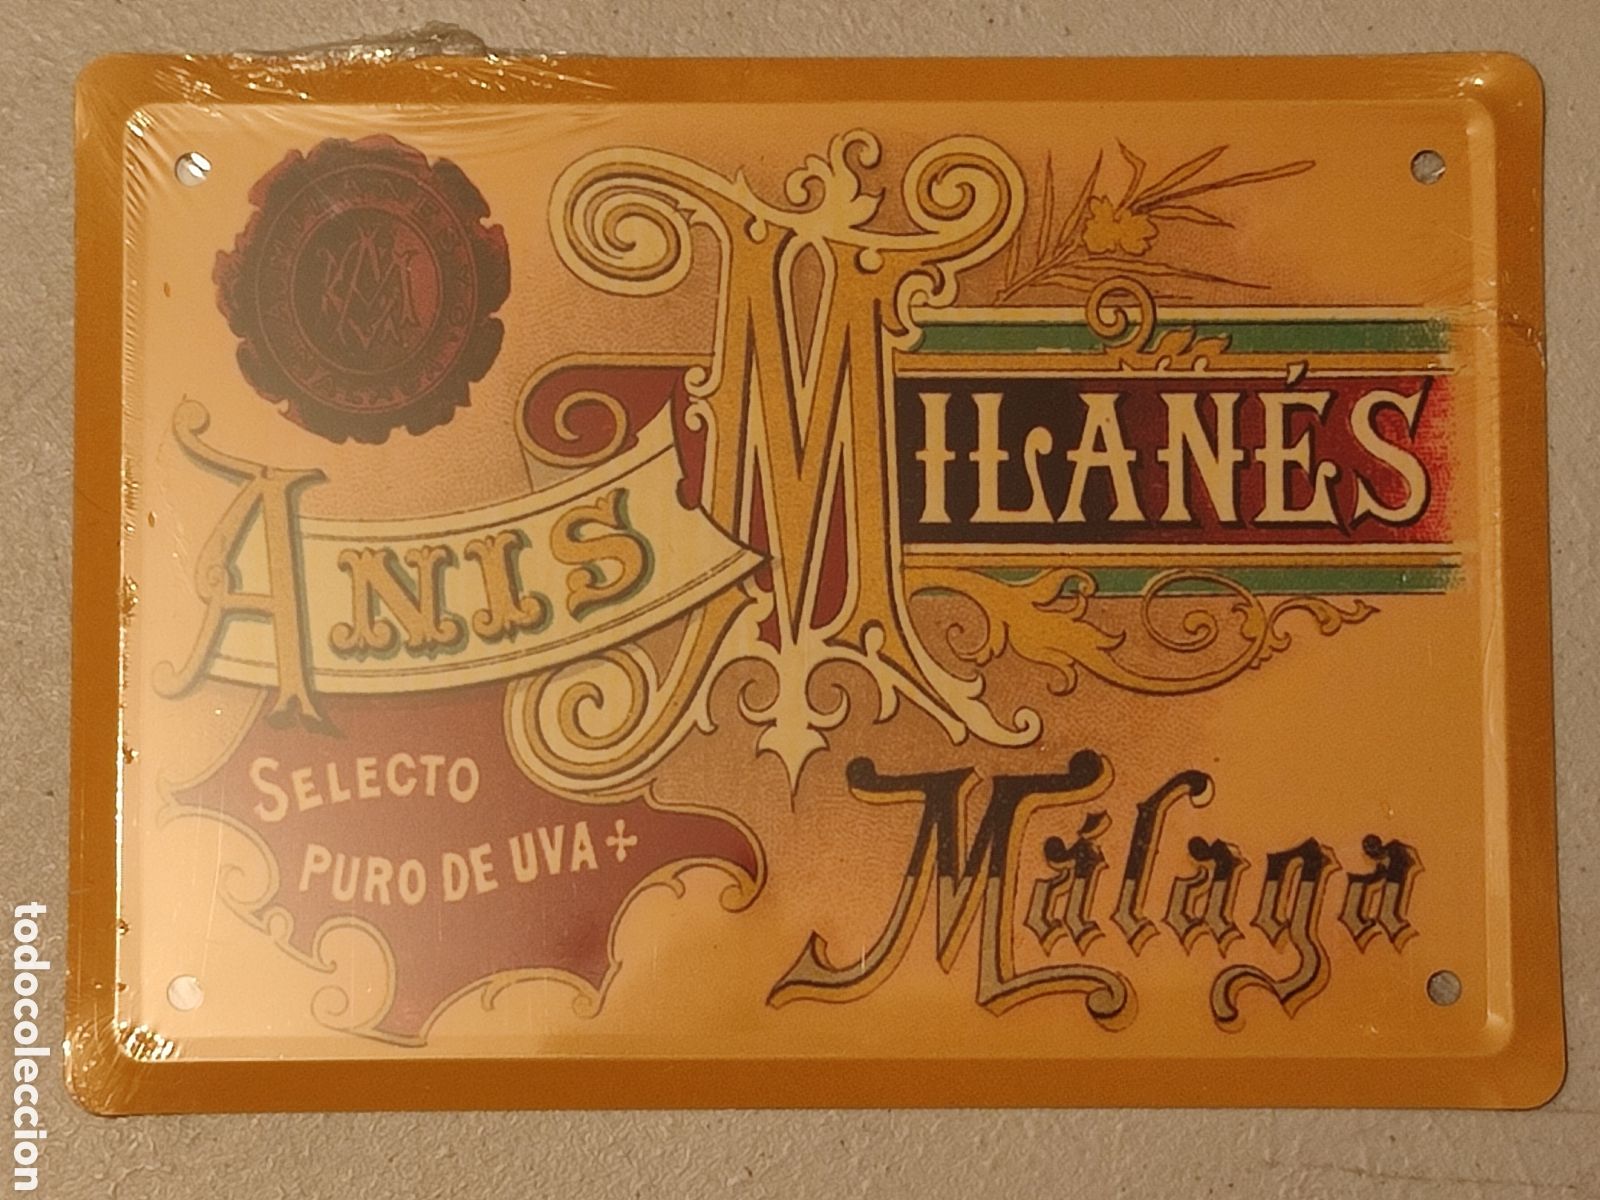 ANIS MILANÉS
SELECTO
PURO DE UVA
Málaga
todocoleccion